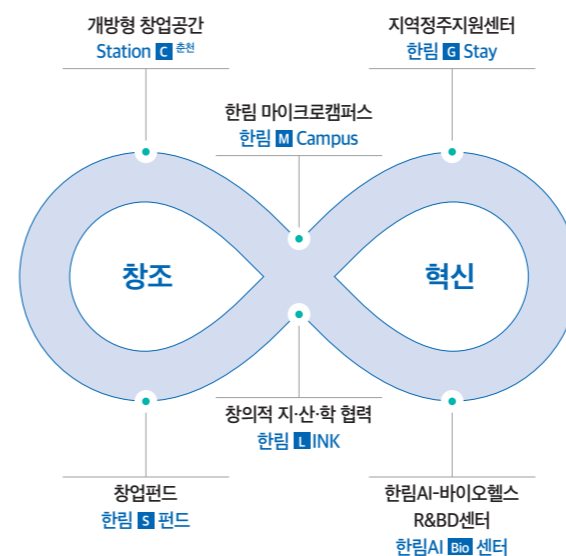 개방형 창업공간
Station C 춘천
지역정주지원센터
한림 G Stay
한림 마이크로캠퍼스
한림 M Campus
창조
혁신
창의적 지·산·학 협력
한림 LINK
창업펀드
한림 S 펀드
한림AI-바이오헬스
R&BD센터
한림AI Bio 센터